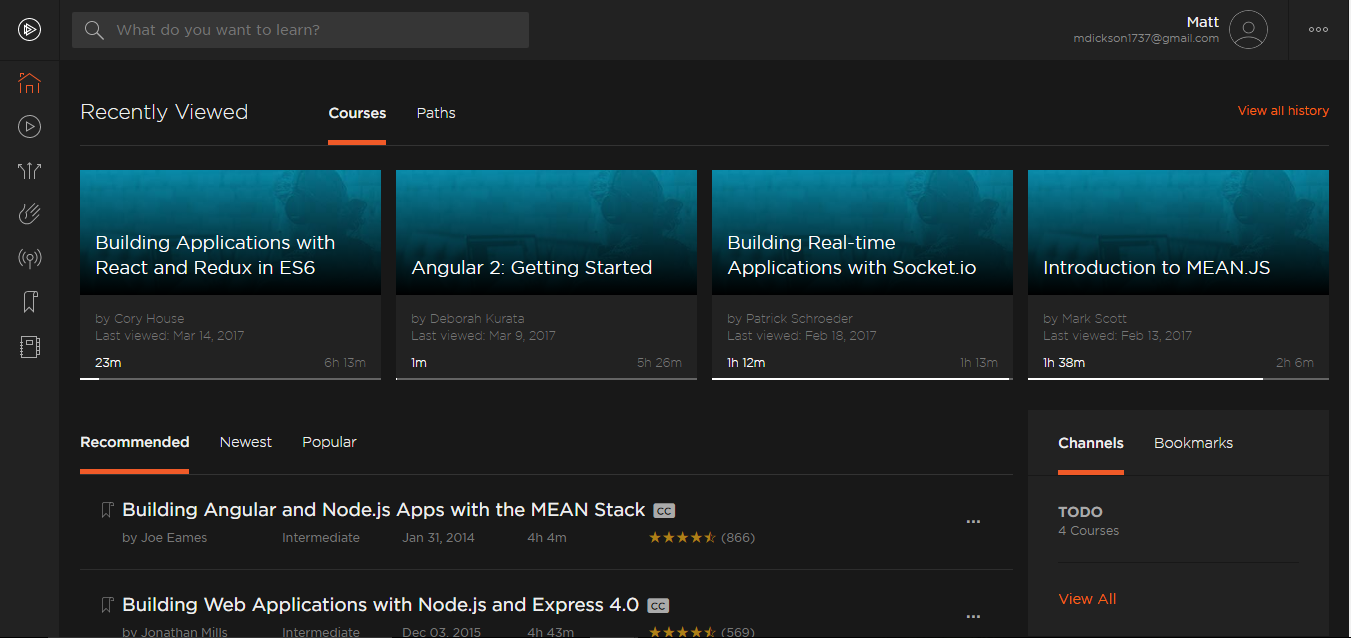 What do you want to learn?
Matt
mdickson1737@gmail.com
Recently Viewed
Courses
Paths
View all history
Building Applications with
React and Redux in ES6
by Cory House
Last viewed: Mar 14, 2017
23m
6h 13m
Angular 2: Getting Started
by Deborah Kurata
Last viewed: Mar 9, 2017
1m
5h 26m
Building Real-time
Applications with Socket.io
by Patrick Schroeder
Last viewed: Feb 18, 2017
1h 12m
1h 13m
Introduction to MEAN.JS
by Mark Scott
Last viewed: Feb 13, 2017
1h 38m
2h 6m
Recommended
Newest
Popular
Building Angular and Node.js Apps with the MEAN Stack CC
by Joe Eames
Intermediate
Jan 31, 2014
4h 4m
(866)
Building Web Applications with Node.js and Express 4.0 CC
by Jonathan Mills
Intermediate
Dec 03, 2015
4h 43m
(569)
Channels
Bookmarks
TODO
4 Courses
View All